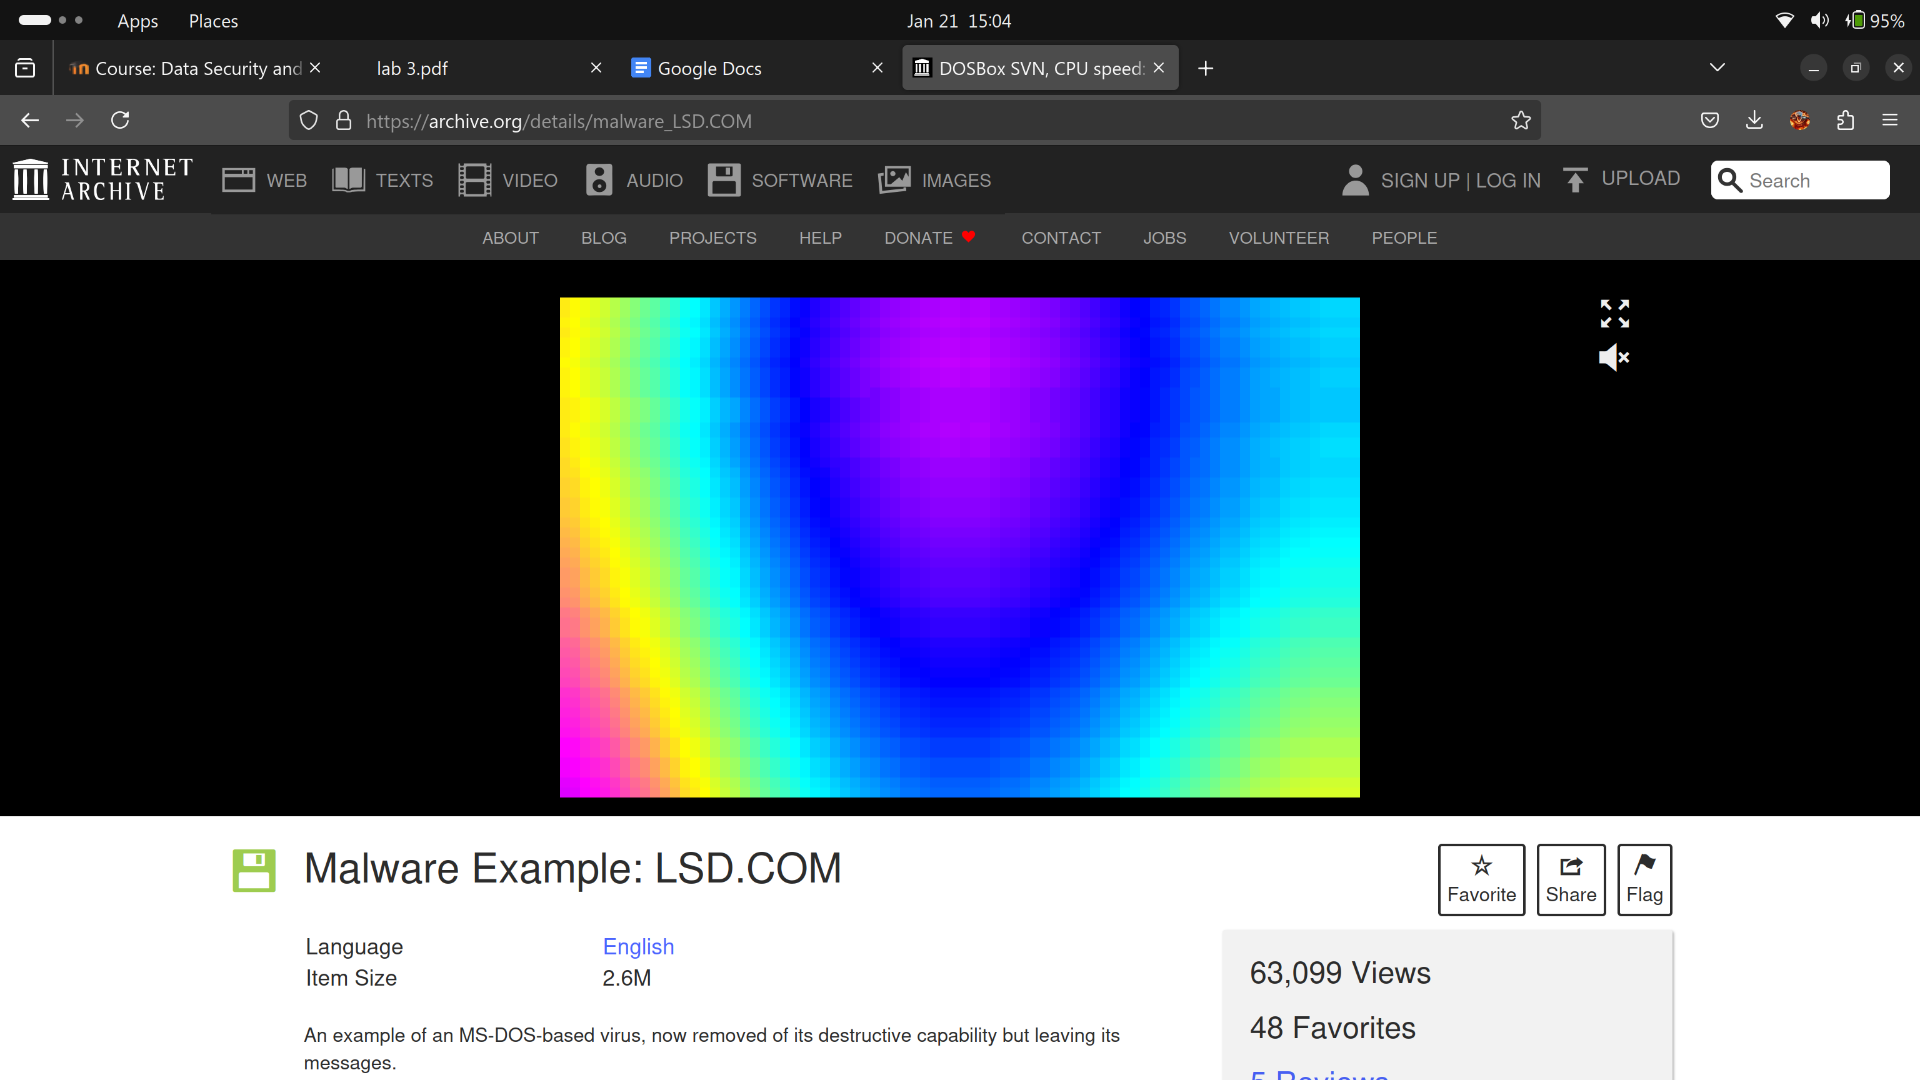 Apps Places Jan 21 15:04 95%
Course: Data Security and lab 3.pdf Google Docs DOSBox SVN, CPU speed:
https://archive.org/details/malware_LSD.COM
INTERNET ARCHIVE WEB TEXTS VIDEO AUDIO SOFTWARE IMAGES SIGN UP | LOG IN UPLOAD Search
ABOUT BLOG PROJECTS HELP DONATE CONTACT JOBS VOLUNTEER PEOPLE
Malware Example: LSD.COM
Favorite Share Flag
Language English
Item Size 2.6M
An example of an MS-DOS-based virus, now removed of its destructive capability but leaving its
messages.
63,099 Views
48 Favorites
5 Reviews